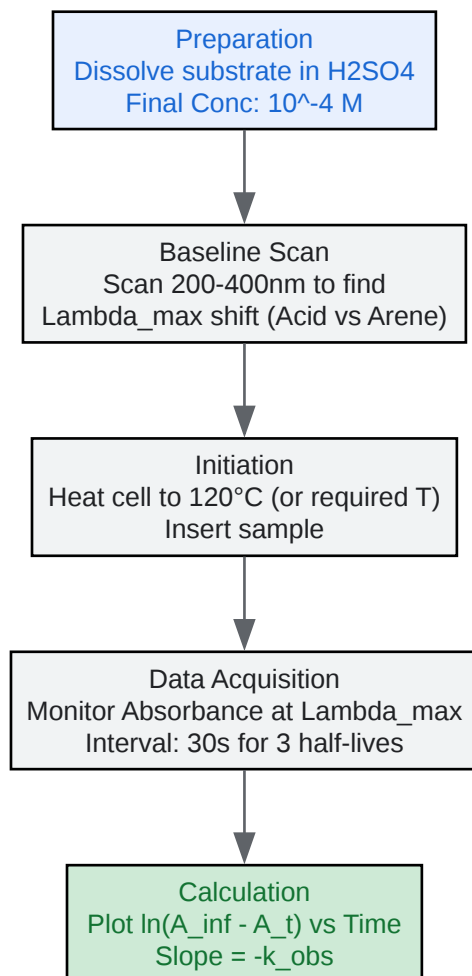 Preparation
Dissolve substrate in H2SO4
Final Conc: 10^-4 M
Baseline Scan
Scan 200-400nm to find
Lambda_max shift (Acid vs Arene)
Initiation
Heat cell to 120°C (or required T)
Insert sample
Data Acquisition
Monitor Absorbance at Lambda_max
Interval: 30s for 3 half-lives
Calculation
Plot ln(A_inf - A_t) vs Time
Slope = -k_obs